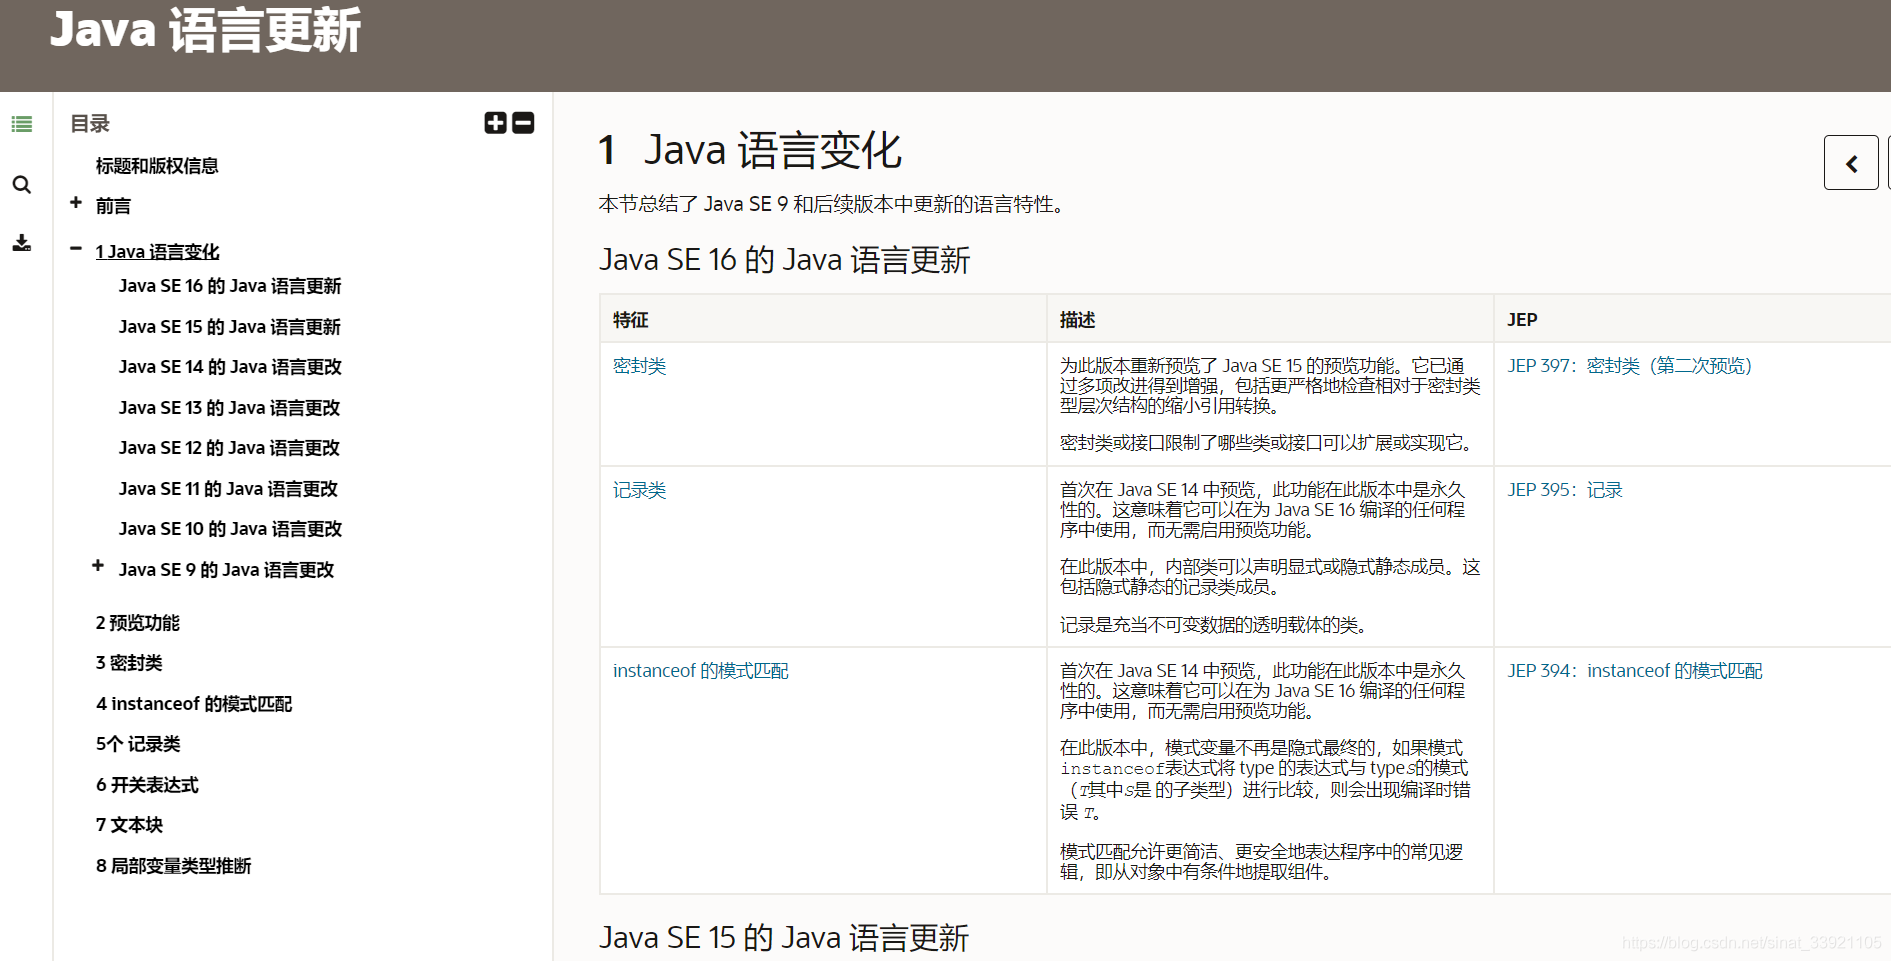 Java 语言更新
目录
标题和版权信息
前言
1 Java 语言变化
Java SE 16 的 Java 语言更新
Java SE 15 的 Java 语言更新
Java SE 14 的 Java 语言更改
Java SE 13 的 Java 语言更改
Java SE 12 的 Java 语言更改
Java SE 11 的 Java 语言更改
Java SE 10 的 Java 语言更改
Java SE 9 的 Java 语言更改
2 预览功能
3 密封类
4 instanceof 的模式匹配
5个 记录类
6 开关表达式
7 文本块
8 局部变量类型推断
1 Java 语言变化
本节总结了 Java SE 9 和后续版本中更新的语言特性。
Java SE 16 的 Java 语言更新
特征
描述
JEP
密封类
为此版本重新预览了 Java SE 15 的预览功能。它已通
过多项改进得到增强，包括更严格地检查相对于密封类
型层次结构的缩小引用转换。
密封类或接口限制了哪些类或接口可以扩展或实现它。
JEP 397：密封类（第二次预览）
记录类
首次在 Java SE 14 中预览，此功能在此版本中是永久
性的。这意味着它可以在为 Java SE 16 编译的任何程
序中使用，而无需启用预览功能。
在此版本中，内部类可以声明显式或隐式静态成员。这
包括隐式静态的记录类成员。
记录是充当不可变数据的透明载体的类。
JEP 395：记录
instanceof 的模式匹配
首次在 Java SE 14 中预览，此功能在此版本中是永久
性的。这意味着它可以在为 Java SE 16 编译的任何程
序中使用，而无需启用预览功能。
在此版本中，模式变量不再是隐式最终的，如果模式
instanceof表达式将 type 的表达式与 typeS的模式
（T其中S是 的子类型）进行比较，则会出现编译时错
误 T。
模式匹配允许更简洁、更安全地表达程序中的常见逻
辑，即从对象中有条件地提取组件。
JEP 394：instanceof 的模式匹配
Java SE 15 的 Java 语言更新
https://blog.csdn.net/sinat_33921105